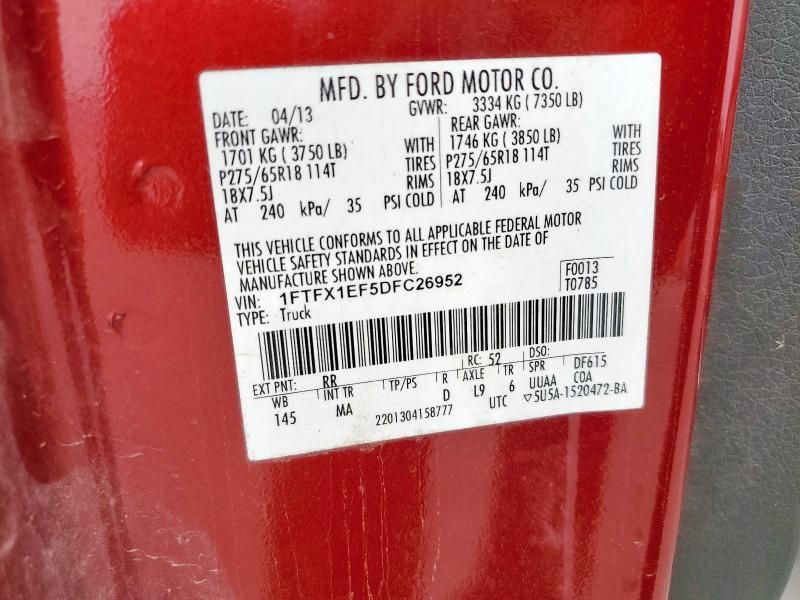 MFD. BY FORD MOTOR CO.
DATE: 04/13 GVWR: 3334 KG ( 7350 LB)
FRONT GAWR: REAR GAWR:
1701 KG ( 3750 LB) WITH 1746 KG ( 3850 LB) WITH
P275/65R18 114T TIRES P275/65R18 114T TIRES
18X7.5J RIMS 18X7.5J RIMS
AT 240 kPa/ 35 PSI COLD AT 240 kPa/ 35 PSI COLD
THIS VEHICLE CONFORMS TO ALL APPLICABLE FEDERAL MOTOR
VEHICLE SAFETY STANDARDS IN EFFECT ON THE DATE OF
MANUFACTURE SHOWN ABOVE.
VIN: 1FTFX1EF5DFC26952 F0013
TYPE: Truck T0785
EXT PNT: RR RC: 52 DSO:
WB INT TR TP/PS R AXLE TR SPR DF615
145 MA D L9 6 UUAA COA
2201304158777 UTC ▽5U5A-1520472-BA